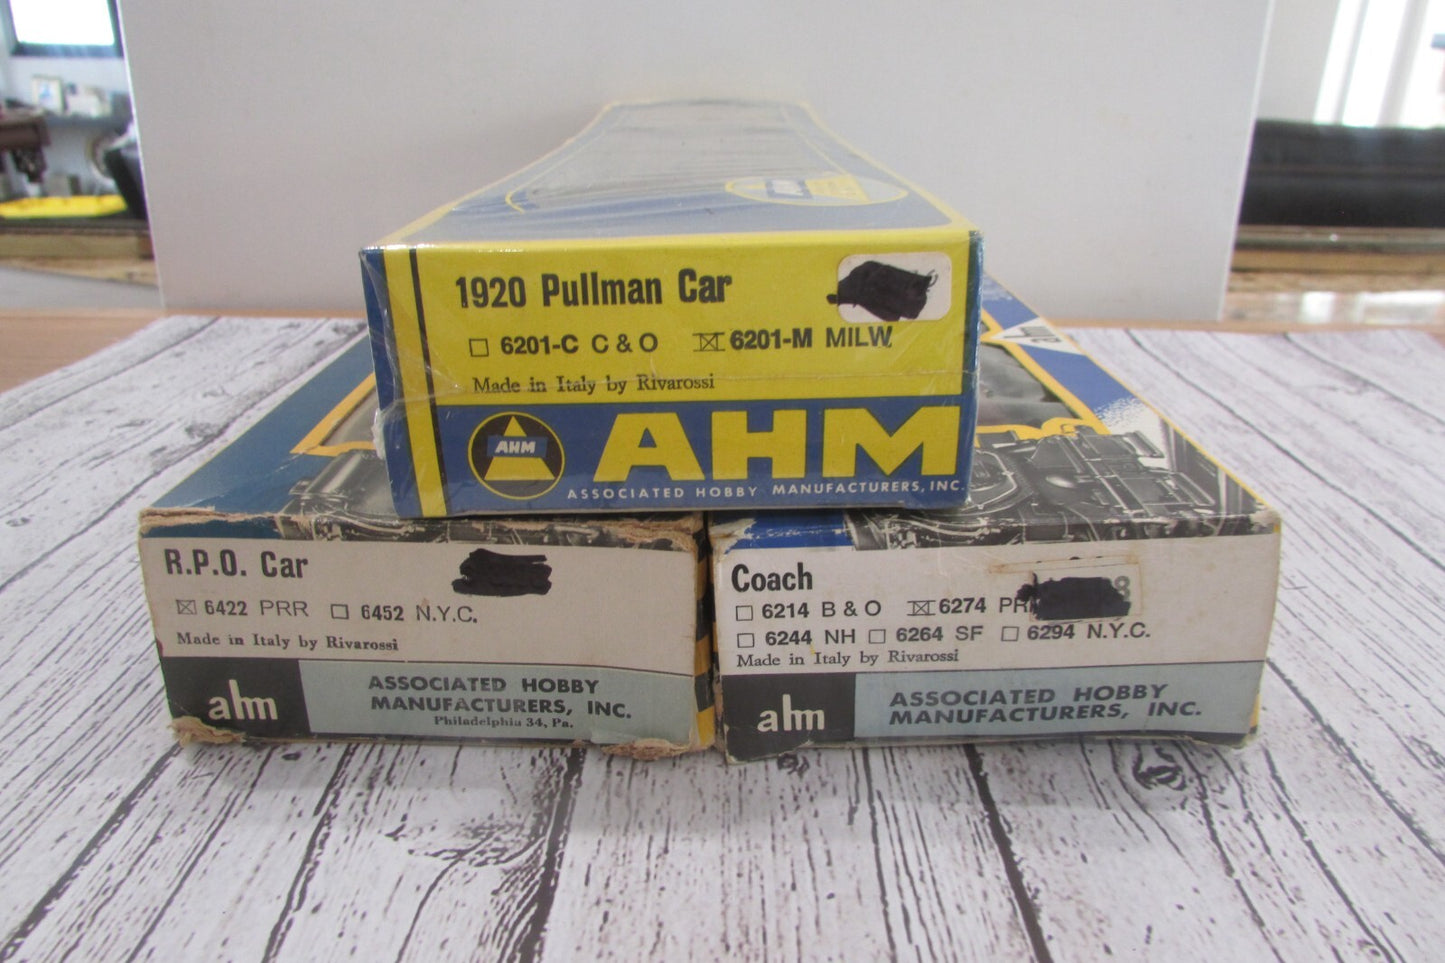 AHM
1920 Pullman Car
6201-C C & O 6201-M MILW.
Made in Italy by Rivarossi
AHM AHM
ASSOCIATED HOBBY MANUFACTURERS, INC.
R.P.O. Car
6422 PRR 6452 N.Y.C.
Made in Italy by Rivarossi
ahm
ASSOCIATED HOBBY
MANUFACTURERS, INC.
Philadelphia 34, Pa.
Coach
6214 B & O 6274
6244 NH 6264 SF 6294 N.Y.C.
Made in Italy by Rivarossi
ahm
ASSOCIATED HOBBY
MANUFACTURERS, INC.